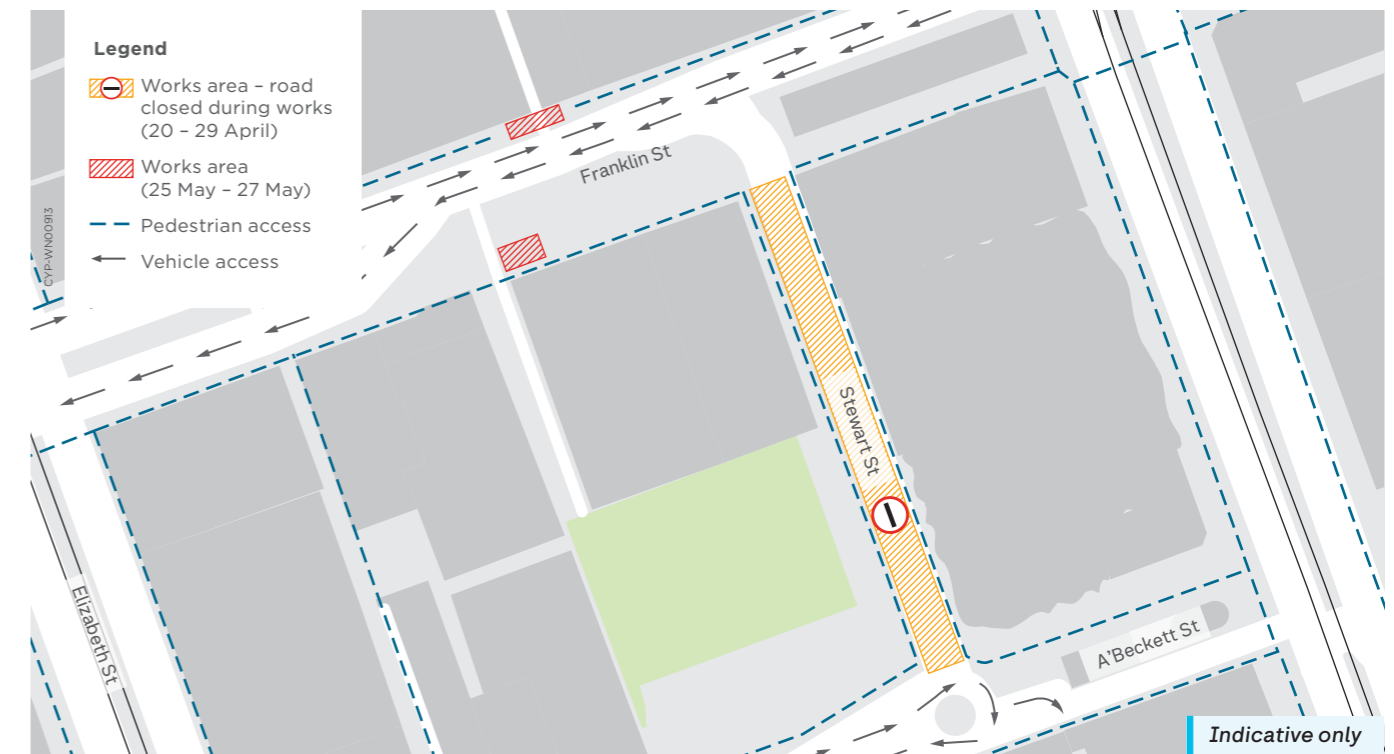 Legend
Works area – road
closed during works
(20 – 29 April)
Works area
(25 May – 27 May)
Pedestrian access
Vehicle access
CYP-WN00913
Franklin St
Stewart St
Elizabeth St
A'Beckett St
Indicative only